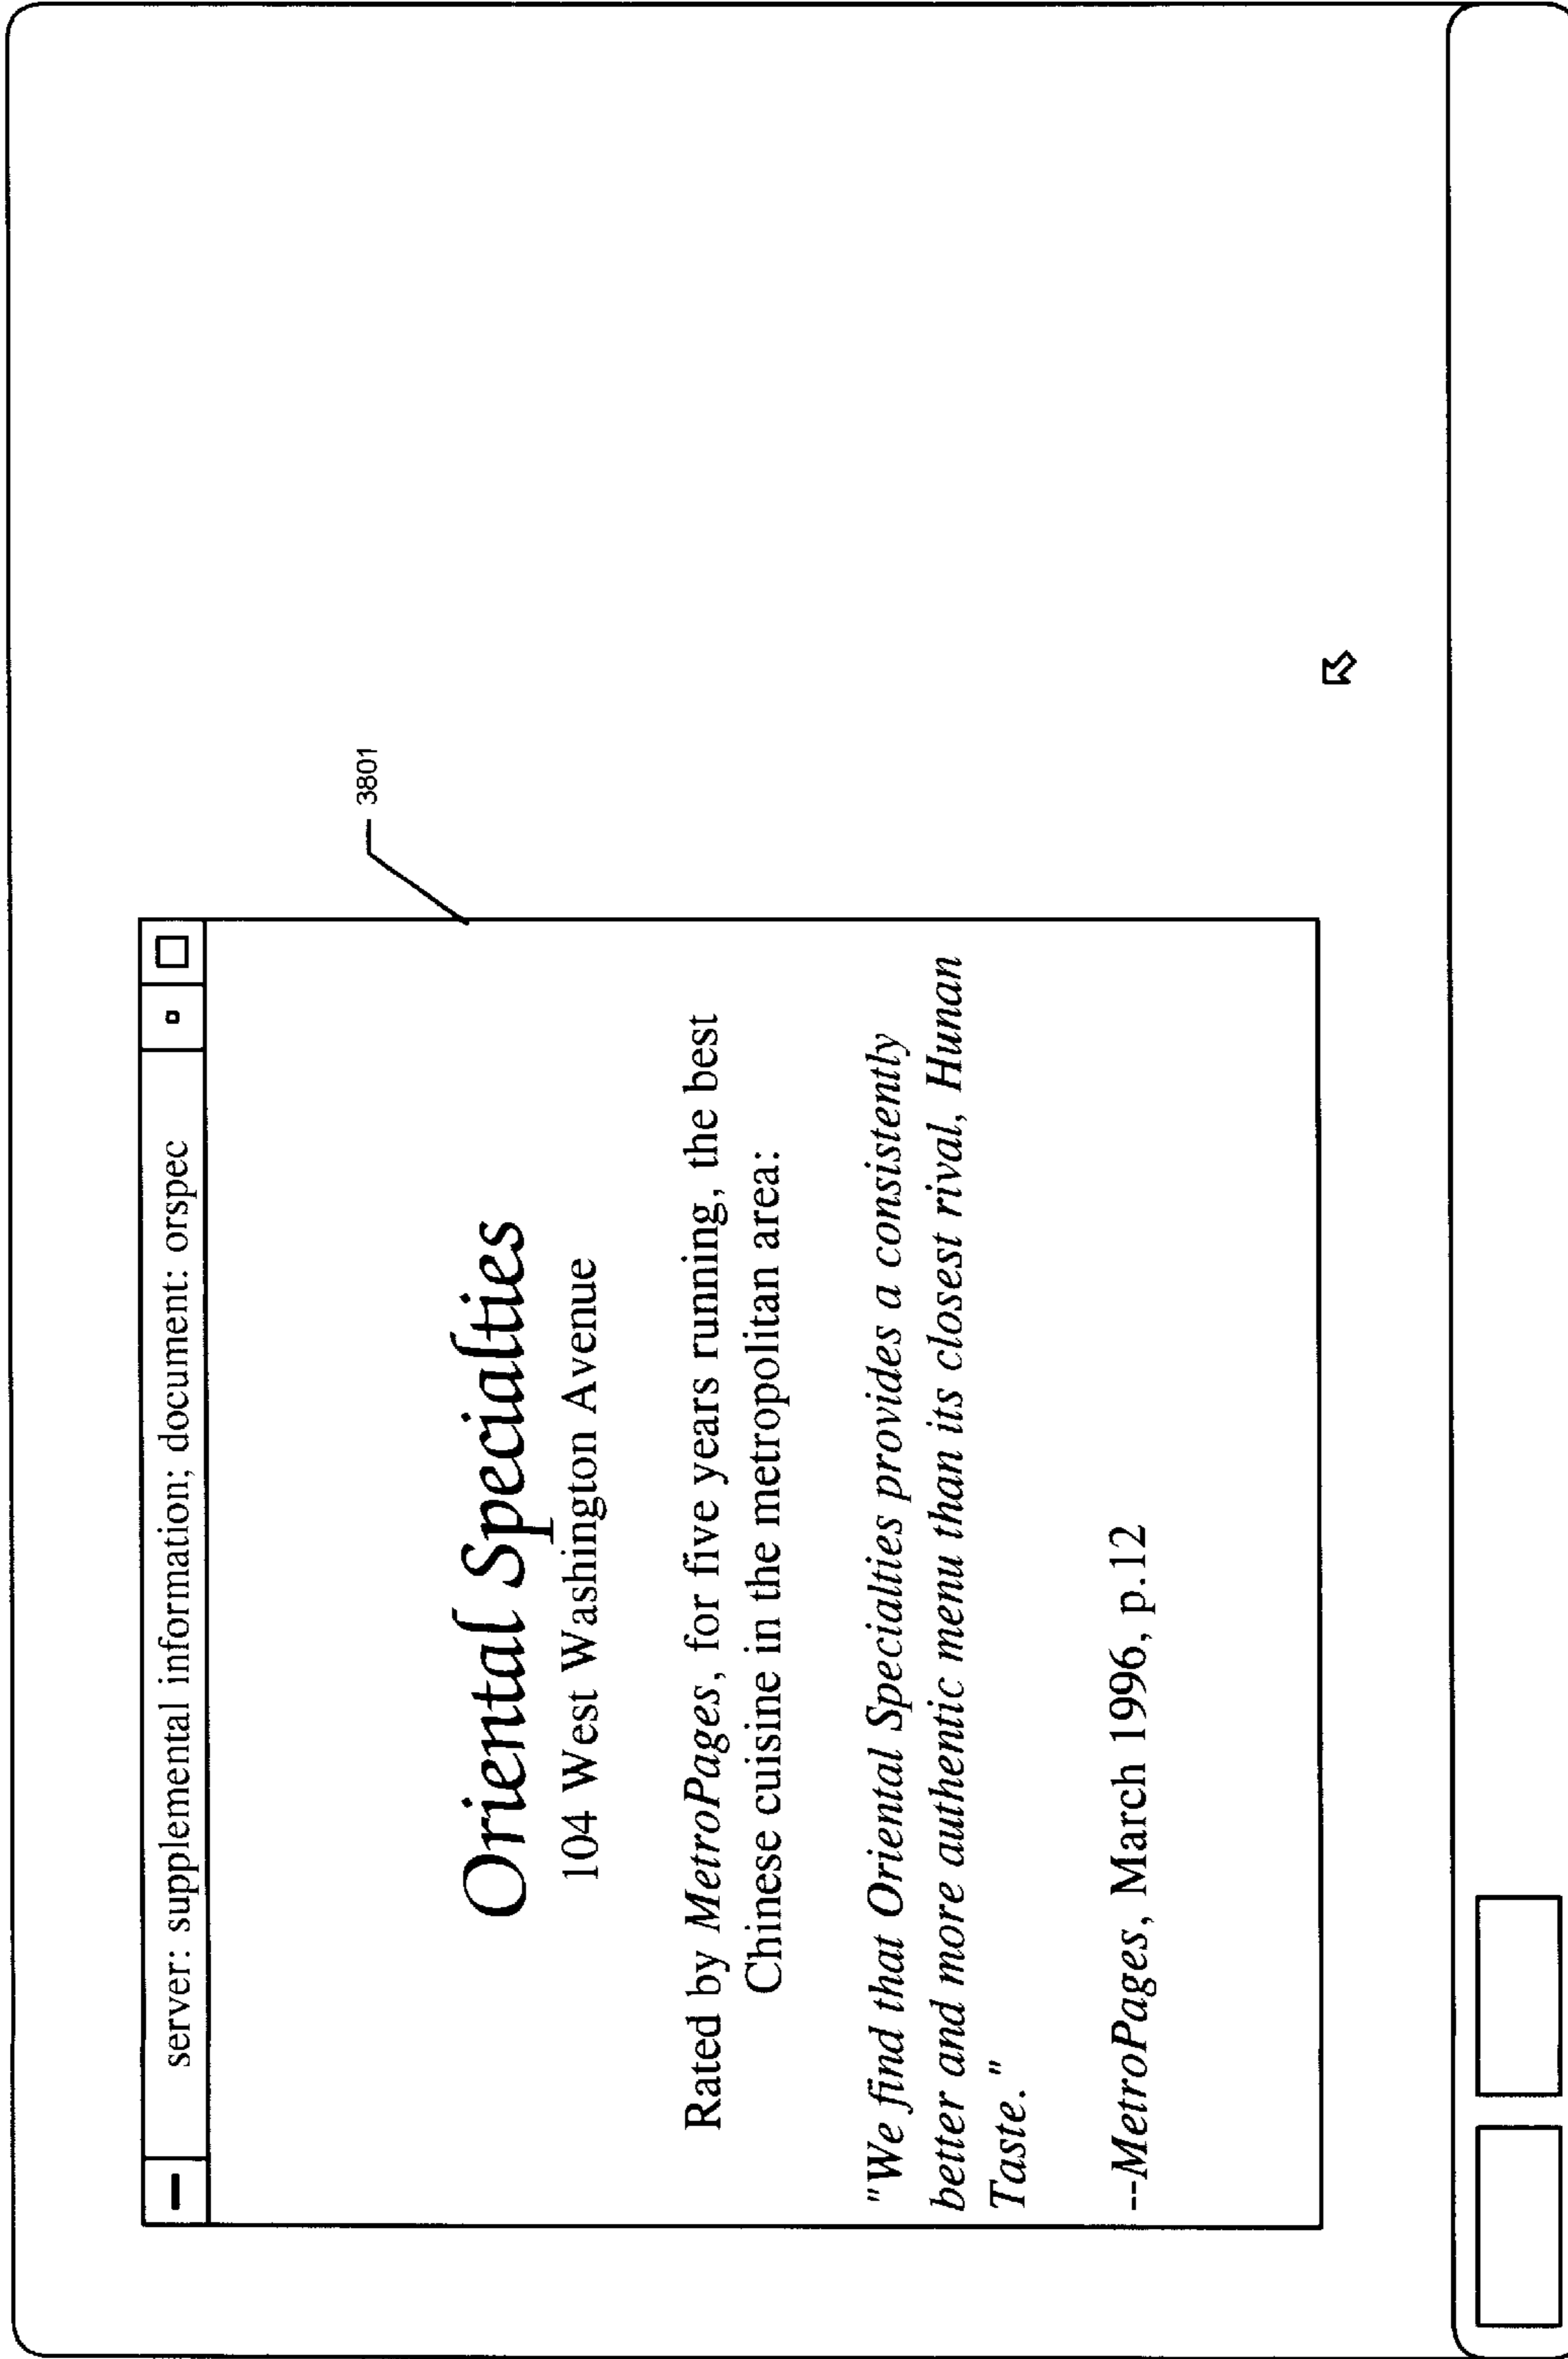 server: supplemental information; document: orspec
3801
Oriental Specialties
104 West Washington Avenue
Rated by MetroPages, for five years running, the best
Chinese cuisine in the metropolitan area:
"We find that Oriental Specialties provides a consistently
better and more authentic menu than its closest rival, Hunan
Taste."
--MetroPages, March 1996, p.12